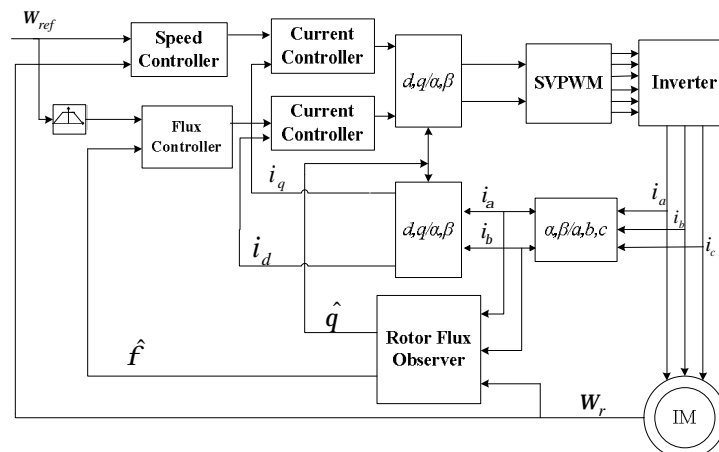 W_ref
Speed
Controller
Current
Controller
d,q/α,β
SVPWM
Inverter
Flux
Controller
Current
Controller
i_q
d,q/α,β
i_a
i_b
α,β/a,b,c
i_a
i_b
i_c
i_d
q̂
Rotor Flux
Observer
f̂
W_r
IM